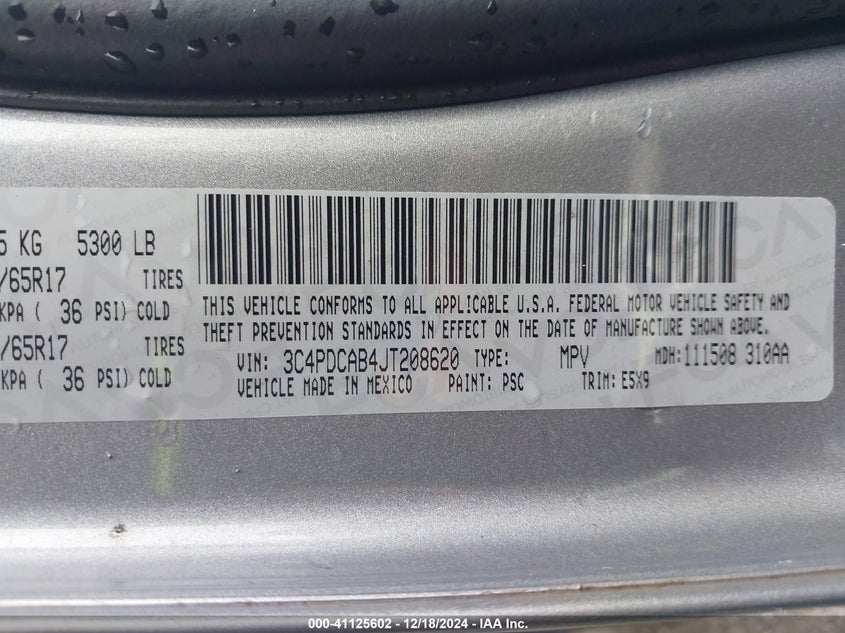 5 KG 5300 LB
/65R17 TIRES
KPA ( 36 PSI) COLD
/65R17 TIRES
KPA ( 36 PSI) COLD
THIS VEHICLE CONFORMS TO ALL APPLICABLE U.S.A. FEDERAL MOTOR VEHICLE SAFETY AND
THEFT PREVENTION STANDARDS IN EFFECT ON THE DATE OF MANUFACTURE SHOWN ABOVE.
VIN: 3C4PDCAB4JT208620 TYPE: MPV MDH:111508 310AA
VEHICLE MADE IN MEXICO PAINT: PSC TRIM: E5X9
000-41125602 - 12/18/2024 - IAA Inc.